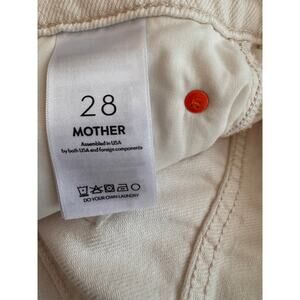 28
MOTHER
Assembled in USA
by both USA and foreign components
DO YOUR OWN LAUNDRY